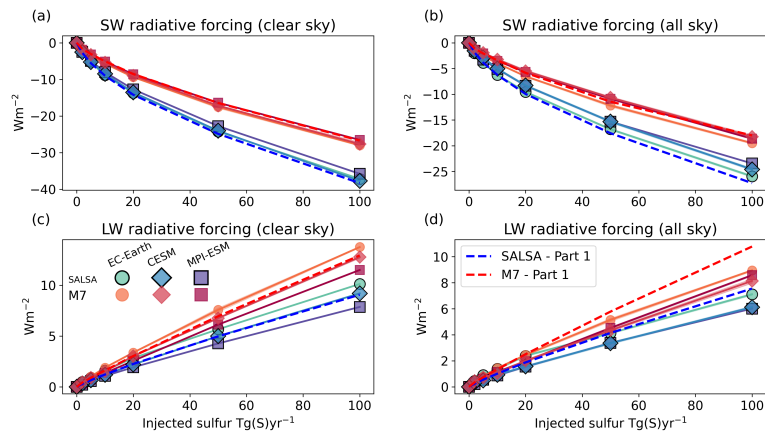 (a)
SW radiative forcing (clear sky)
0
−10
−20
−30
−40
Wm⁻²
0 20 40 60 80 100
(b)
SW radiative forcing (all sky)
0
−5
−10
−15
−20
−25
Wm⁻²
0 20 40 60 80 100
(c)
LW radiative forcing (clear sky)
EC-Earth CESM MPI-ESM
SALSA
M7
10
5
0
Wm⁻²
0 20 40 60 80 100
Injected sulfur Tg(S)yr⁻¹
(d)
LW radiative forcing (all sky)
SALSA - Part 1
M7 - Part 1
10
8
6
4
2
0
Wm⁻²
0 20 40 60 80 100
Injected sulfur Tg(S)yr⁻¹